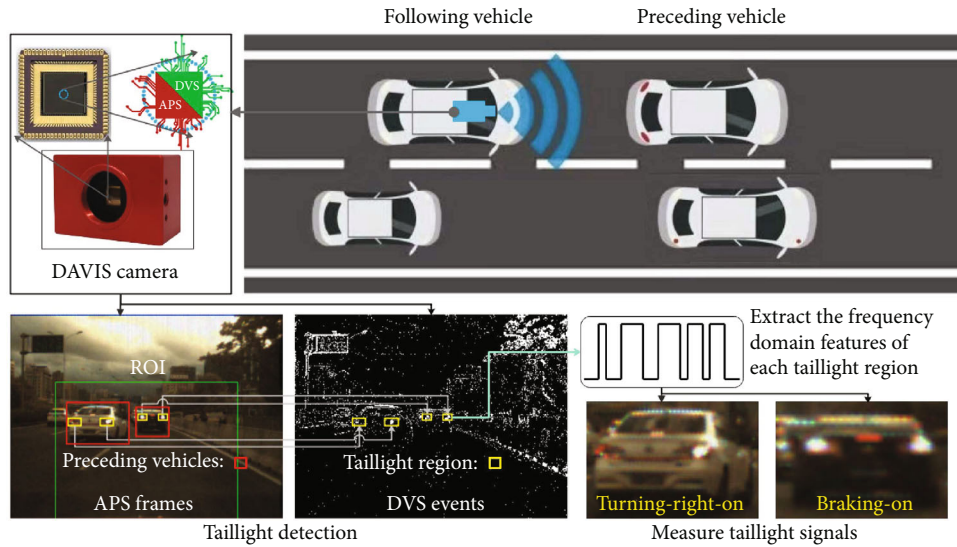 Following vehicle
Preceding vehicle
DVS
APS
DAVIS camera
ROI
Preceding vehicles:
APS frames
Taillight region:
DVS events
Extract the frequency
domain features of
each taillight region
Turning-right-on
Braking-on
Taillight detection
Measure taillight signals